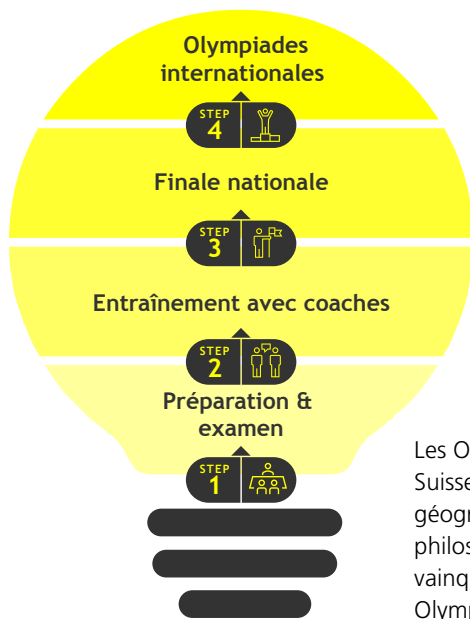 Olympiades
internationales
STEP
4
Finale nationale
STEP
3
Entraînement avec coaches
STEP
2
Préparation &
examen
STEP
1
Les O
Suisse
géogr
philos
vainq
Olymp